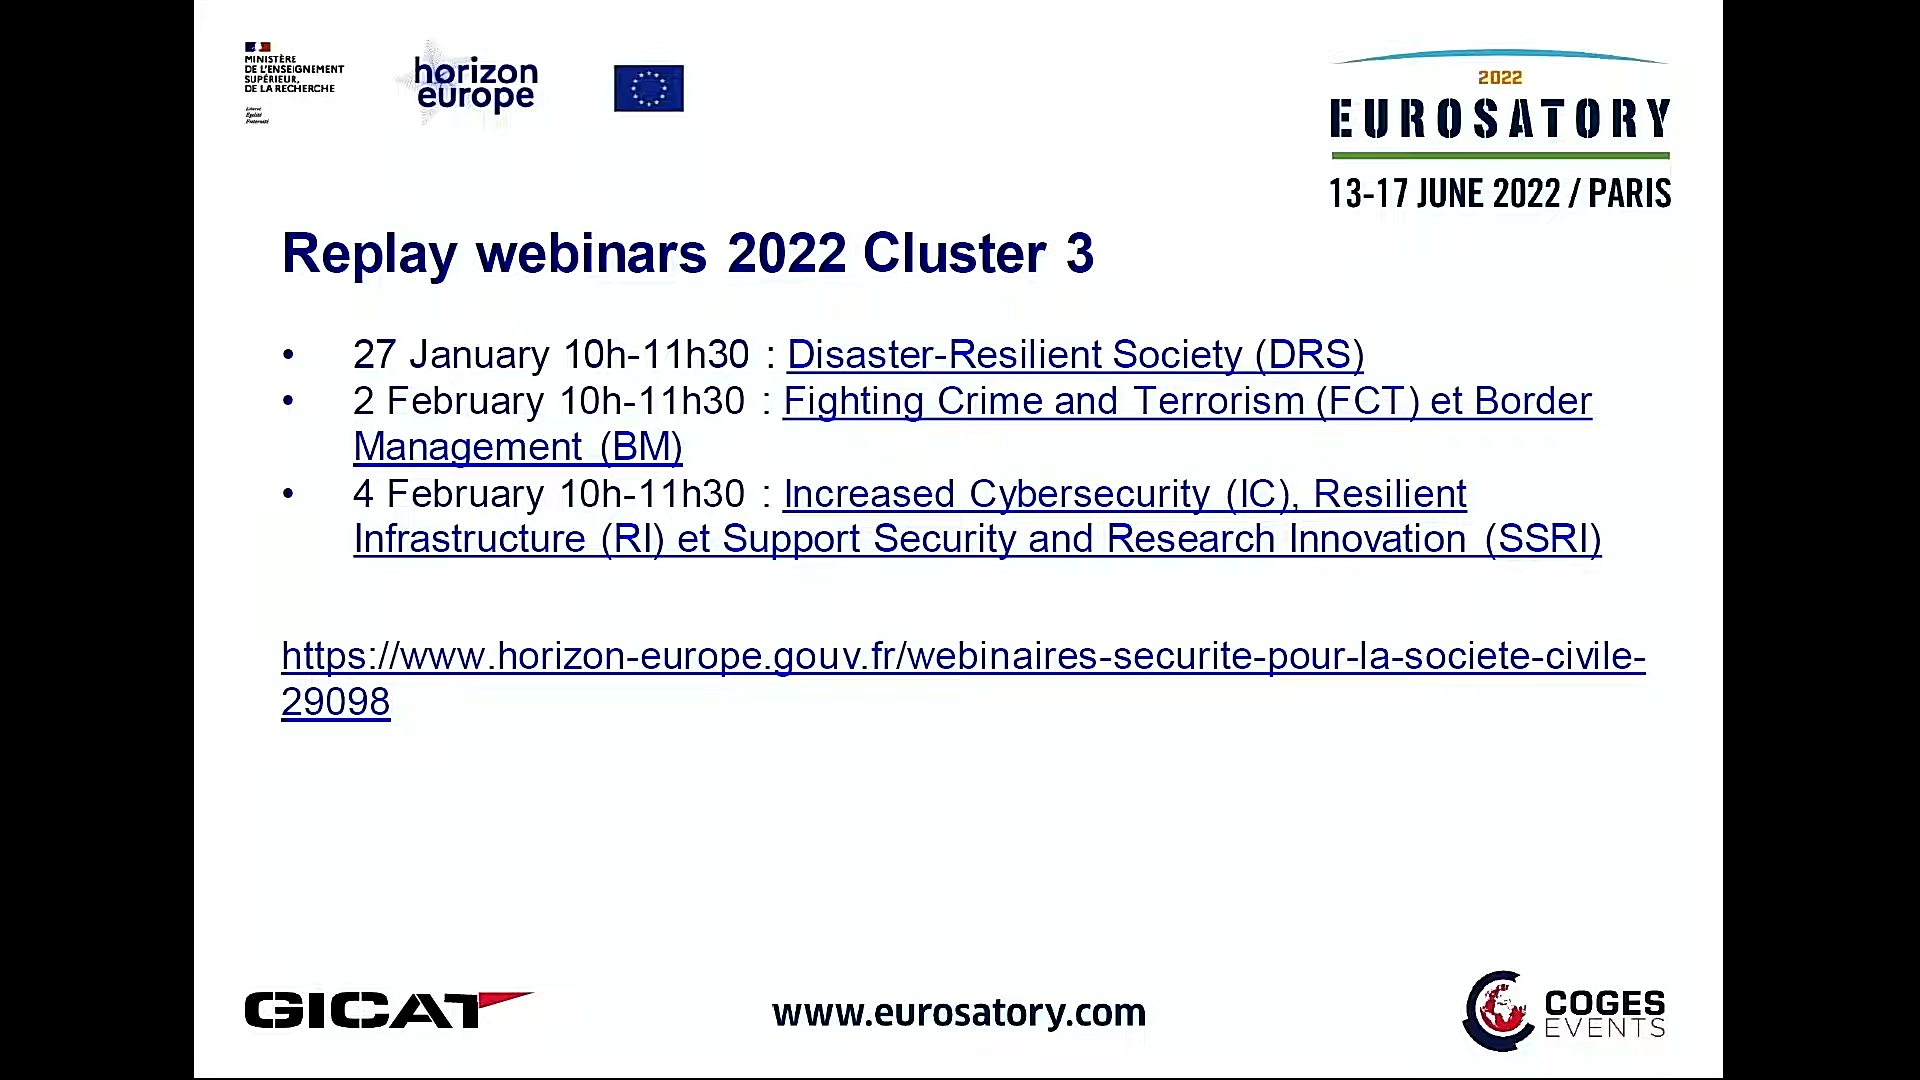 MINISTÈRE
DE L'ENSEIGNEMENT
SUPÉRIEUR,
DE LA RECHERCHE
Liberté
Égalité
Fraternité
horizon
europe
2022
EUROSATORY
13-17 JUNE 2022 / PARIS
Replay webinars 2022 Cluster 3
• 27 January 10h-11h30 : Disaster-Resilient Society (DRS)
• 2 February 10h-11h30 : Fighting Crime and Terrorism (FCT) et Border
Management (BM)
• 4 February 10h-11h30 : Increased Cybersecurity (IC), Resilient
Infrastructure (RI) et Support Security and Research Innovation (SSRI)
https://www.horizon-europe.gouv.fr/webinaires-securite-pour-la-societe-civile-
29098
GICAT
www.eurosatory.com
COGES
EVENTS